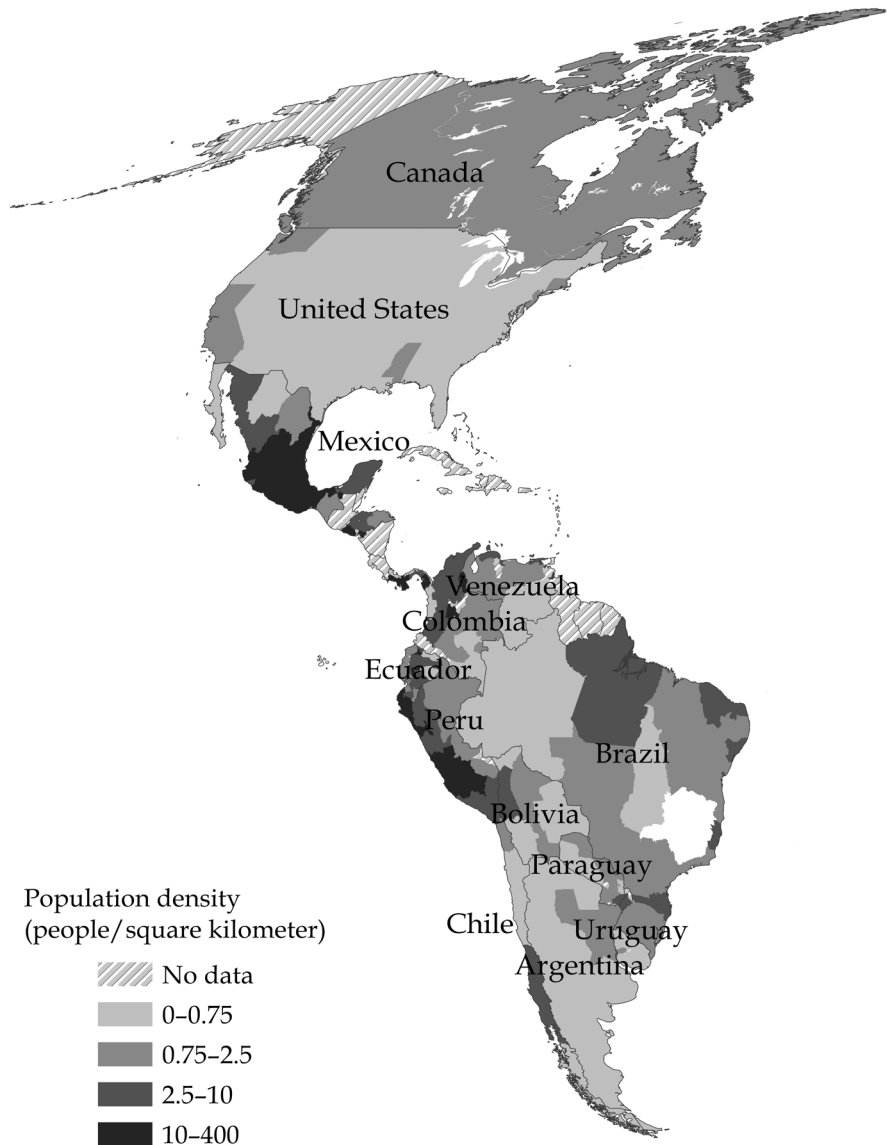 Canada
United States
Mexico
Venezuela
Colombia
Ecuador
Peru
Brazil
Bolivia
Paraguay
Chile
Uruguay
Argentina
Population density
(people/square kilometer)
No data
0–0.75
0.75–2.5
2.5–10
10–400